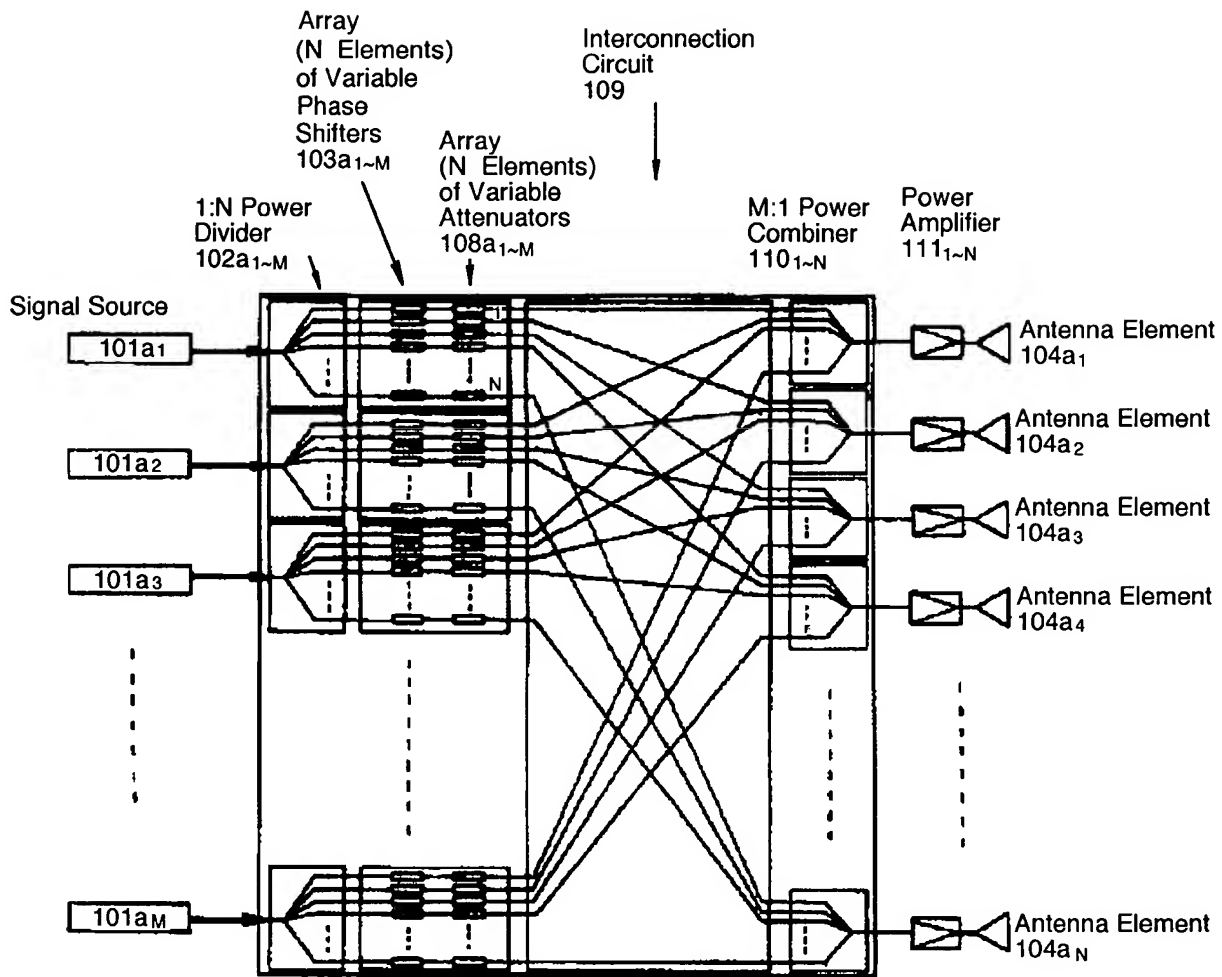 Array
(N Elements)
of Variable
Phase
Shifters
103a1~M
Array
(N Elements)
of Variable
Attenuators
108a1~M
Interconnection
Circuit
109
1:N Power
Divider
102a1~M
M:1 Power
Combiner
1101~N
Power
Amplifier
1111~N
Signal Source
101a1
1
N
Antenna Element
104a1
101a2
Antenna Element
104a2
101a3
Antenna Element
104a3
Antenna Element
104a4
101aM
Antenna Element
104aN